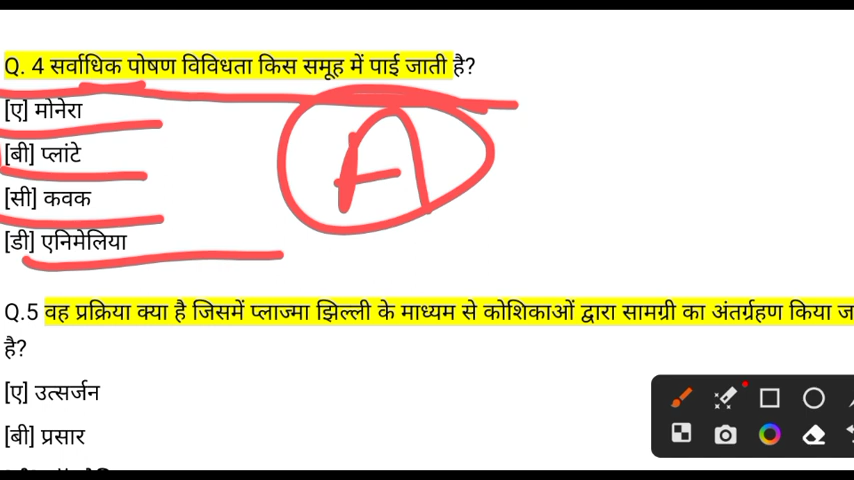 Q. 4 सर्वाधिक पोषण विविधता किस समूह में पाई जाती है?
[ए] मोनेरा
A
[बी] प्लांटे
[सी] कवक
[डी] एनिमेलिया
Q.5 वह प्रक्रिया क्या है जिसमें प्लाज्मा झिल्ली के माध्यम से कोशिकाओं द्वारा सामग्री का अंतर्ग्रहण किया ज
है?
[ए] उत्सर्जन
[बी] प्रसार